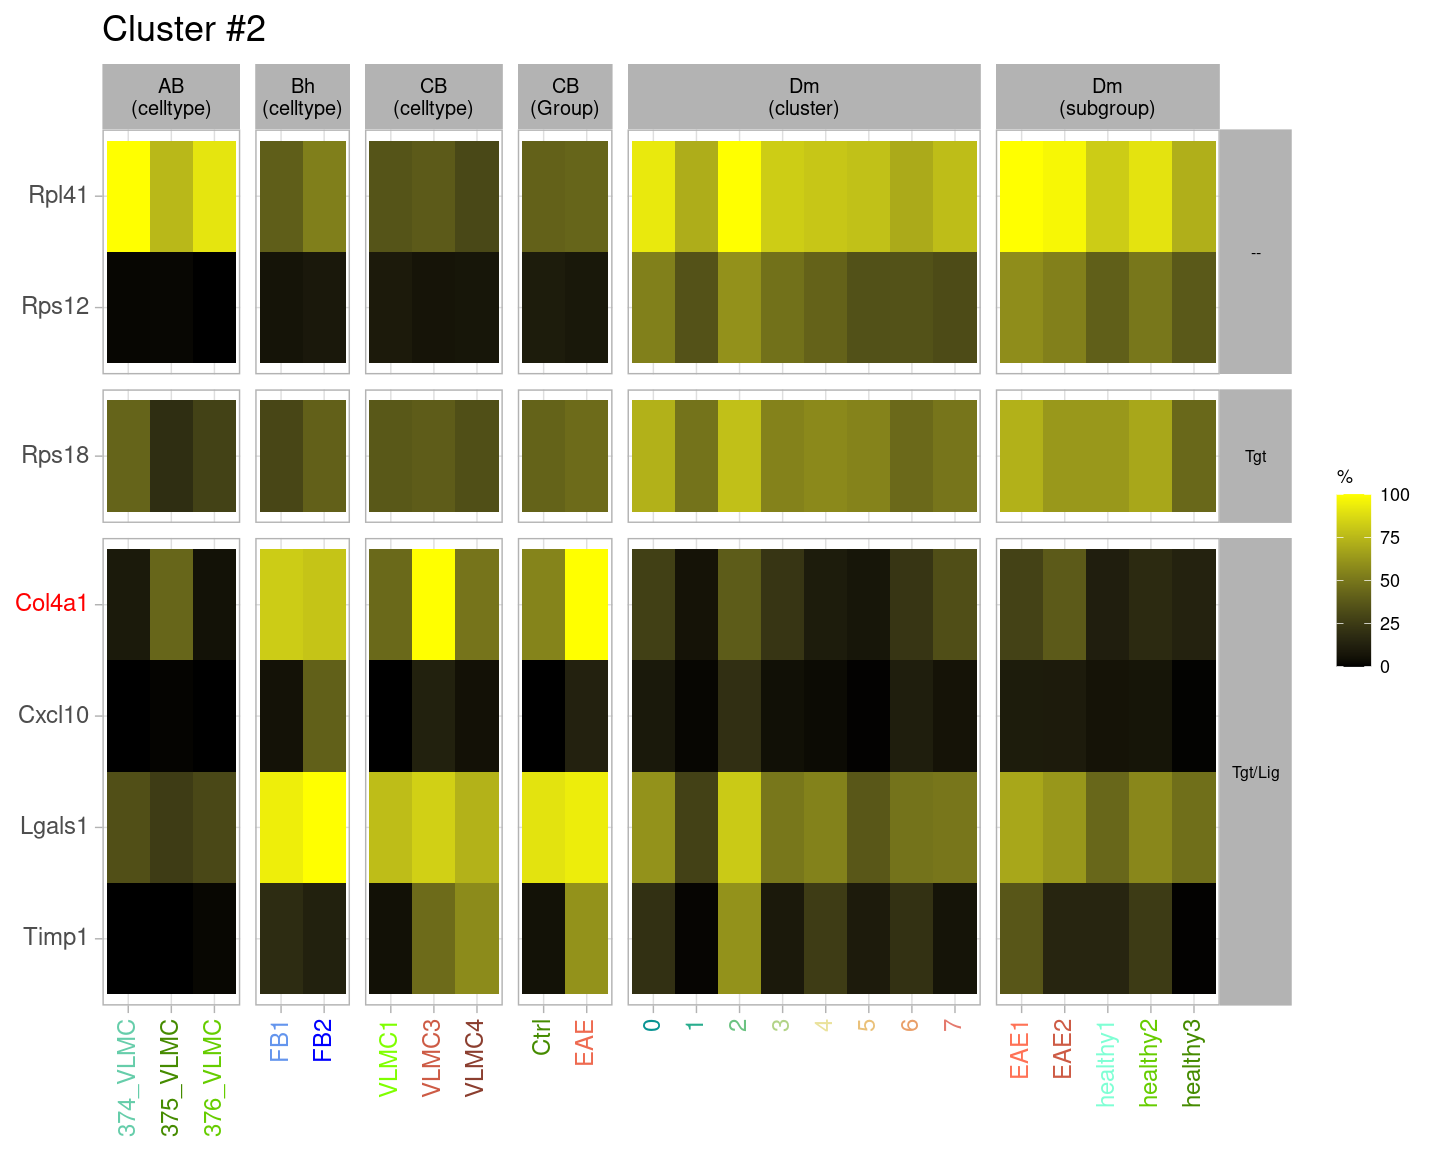 Cluster #2
AB
(celltype)
Bh
(celltype)
CB
(celltype)
CB
(Group)
Dm
(cluster)
Dm
(subgroup)
Rpl41
Rps12
--
Rps18
Tgt
Col4a1
Cxcl10
Lgals1
Timp1
Tgt/Lig
374_VLMC
375_VLMC
376_VLMC
FB1
FB2
VLMC1
VLMC3
VLMC4
Ctrl
EAE
0
1
2
3
4
5
6
7
EAE1
EAE2
healthy1
healthy2
healthy3
%
100
75
50
25
0